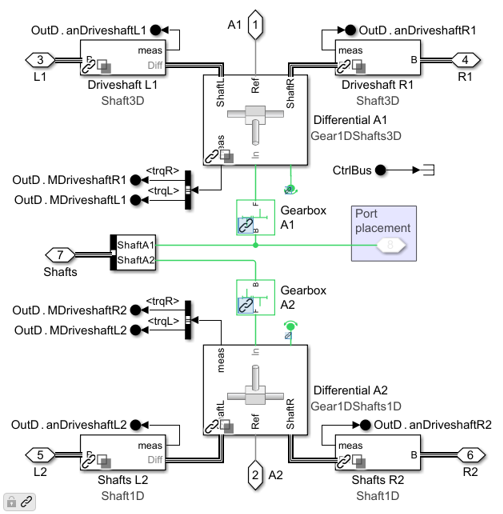 OutD . anDriveshaftL1
A1
1
OutD . anDriveshaftR1
3
L1
meas
Diff
Driveshaft L1
Shaft3D
ShaftL
Ref
ShaftR
meas
B
4
R1
Driveshaft R1
Shaft3D
Differential A1
Gear1DShafts3D
In
<trqR>
OutD . MDriveshaftR1
<trqL>
OutD . MDriveshaftL1
CtrlBus
F
B
Gearbox
A1
Port
placement
8
7
Shafts
ShaftA1
ShaftA2
B
F
Gearbox
A2
<trqR>
OutD . MDriveshaftR2
<trqL>
OutD . MDriveshaftL2
meas
In
Ref
ShaftR
Differential A2
Gear1DShafts1D
OutD . anDriveshaftL2
OutD . anDriveshaftR2
5
L2
meas
Diff
Shafts L2
Shaft1D
2
A2
meas
B
6
R2
Shafts R2
Shaft1D